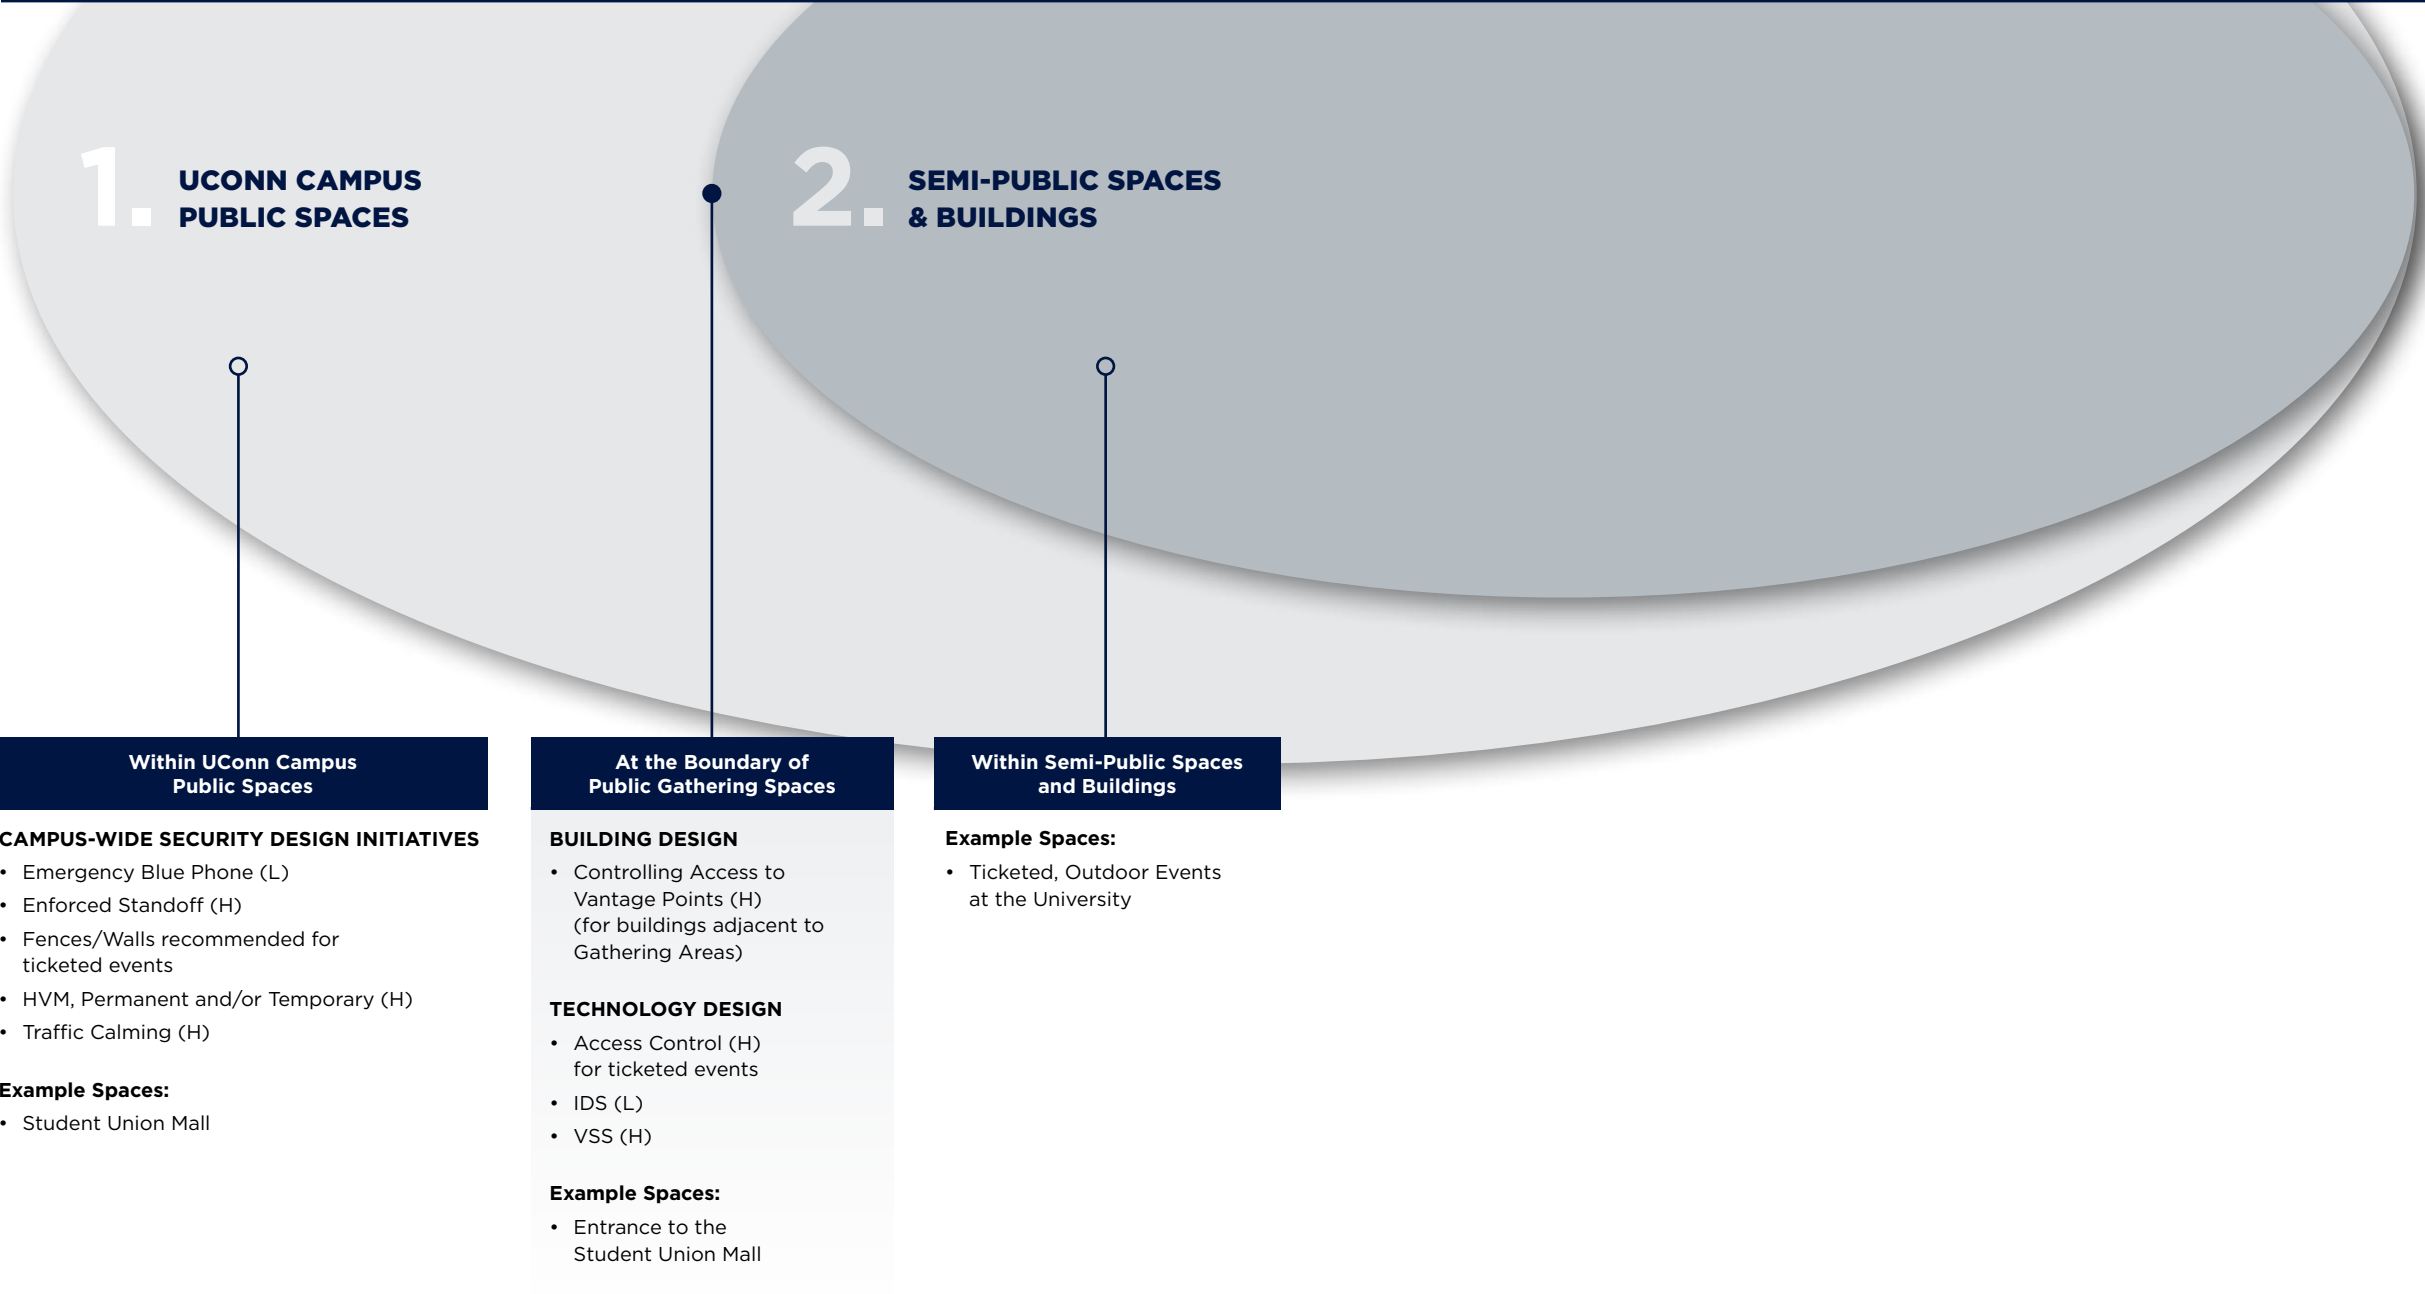 1.
UCONN CAMPUS
PUBLIC SPACES
2.
SEMI-PUBLIC SPACES
& BUILDINGS
Within UConn Campus
Public Spaces
CAMPUS-WIDE SECURITY DESIGN INITIATIVES
• Emergency Blue Phone (L)
• Enforced Standoff (H)
• Fences/Walls recommended for
ticketed events
• HVM, Permanent and/or Temporary (H)
• Traffic Calming (H)
Example Spaces:
• Student Union Mall
At the Boundary of
Public Gathering Spaces
BUILDING DESIGN
• Controlling Access to
Vantage Points (H)
(for buildings adjacent to
Gathering Areas)
TECHNOLOGY DESIGN
• Access Control (H)
for ticketed events
• IDS (L)
• VSS (H)
Example Spaces:
• Entrance to the
Student Union Mall
Within Semi-Public Spaces
and Buildings
Example Spaces:
• Ticketed, Outdoor Events
at the University